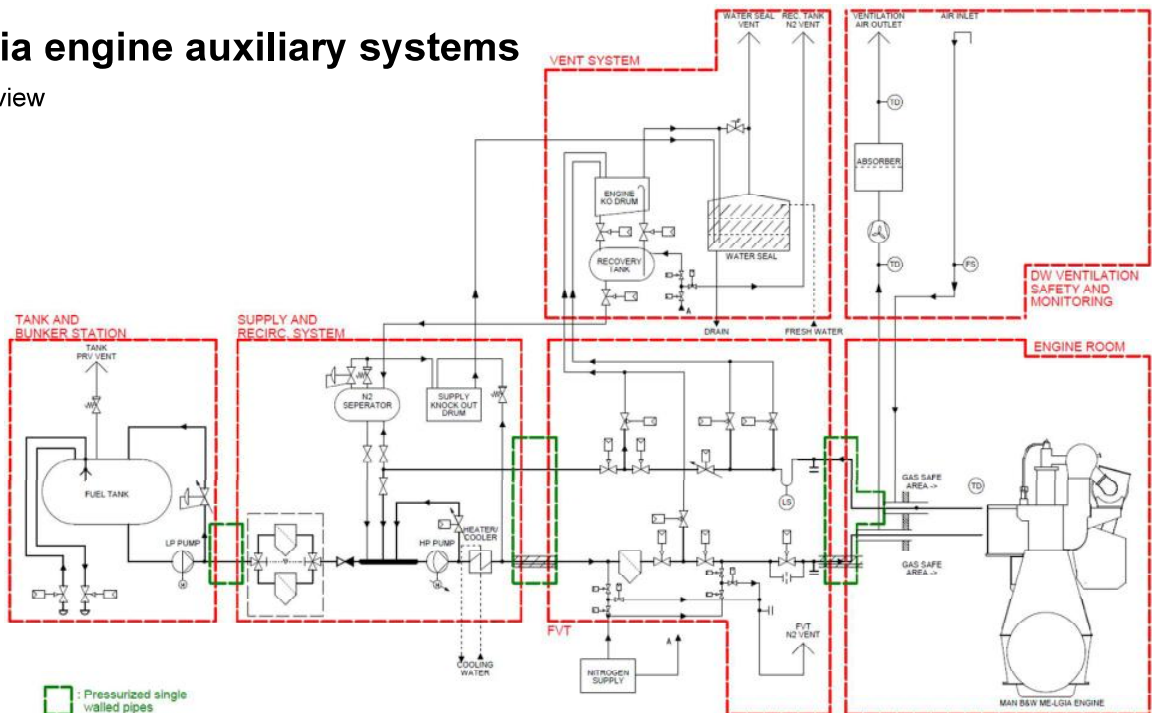 ia engine auxiliary systems
view
WATER SEAL
VENT
REC. TANK
N2 VENT
VENTILATION
AIR OUTLET
AIR INLET
VENT SYSTEM
TD
ABSORBER
ENGINE
KO DRUM
WATER SEAL
RECOVERY
TANK
TD
FS
DW VENTILATION
SAFETY AND
MONITORING
A
DRAIN
FRESH WATER
TANK AND
BUNKER STATION
SUPPLY AND
RECIRC. SYSTEM
ENGINE ROOM
TANK
PRV VENT
N2
SEPERATOR
SUPPLY
KNOCK OUT
DRUM
FUEL TANK
LS
GAS SAFE
AREA ->
TD
LP PUMP
HP PUMP
HEATER/
COOLER
M
M
GAS SAFE
AREA ->
FVT
A
FVT
N2 VENT
COOLING
WATER
NITROGEN
SUPPLY
: Pressurized single
walled pipes
MAN B&W ME-LGIA ENGINE